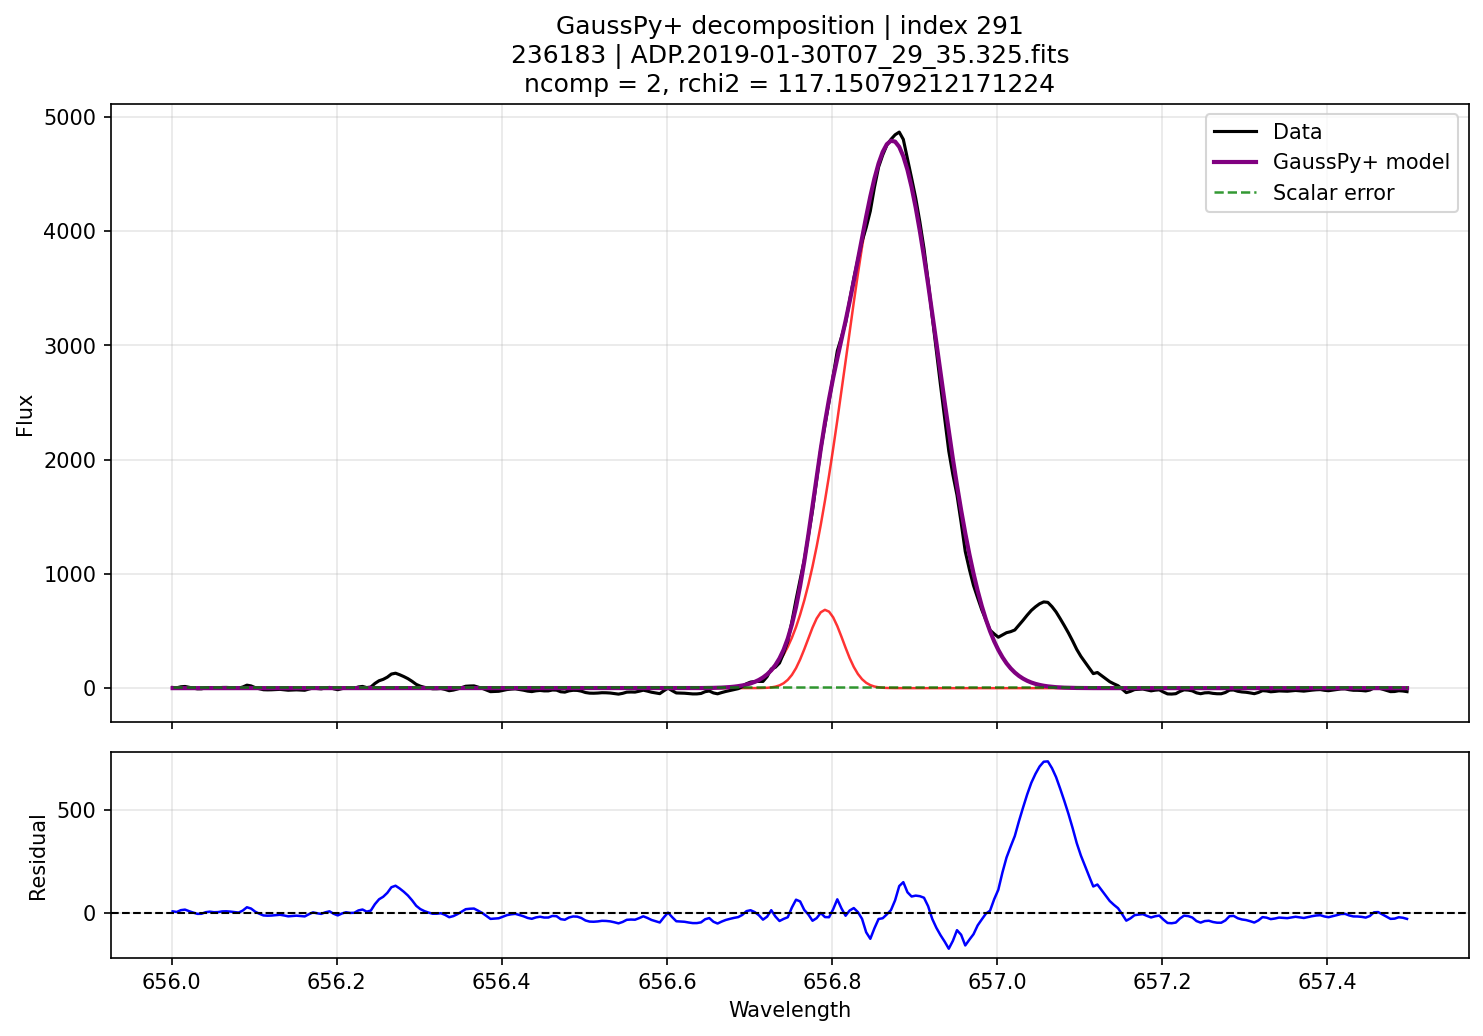 GaussPy+ decomposition | index 291
236183 | ADP.2019-01-30T07_29_35.325.fits
ncomp = 2, rchi2 = 117.15079212171224
Data
GaussPy+ model
Scalar error
5000
4000
3000
2000
1000
0
Flux
500
0
Residual
656.0 656.2 656.4 656.6 656.8 657.0 657.2 657.4
Wavelength